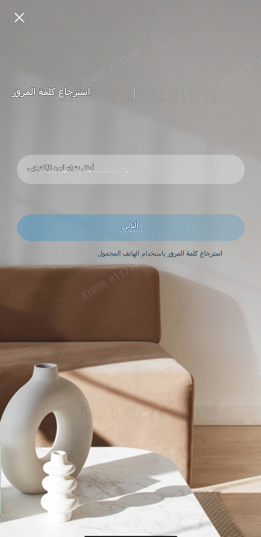 استرجاع كلمة المرور
أدخل عنوان البريد الإلكتروني.
التالي
استرجاع كلمة المرور باستخدام الهاتف المحمول